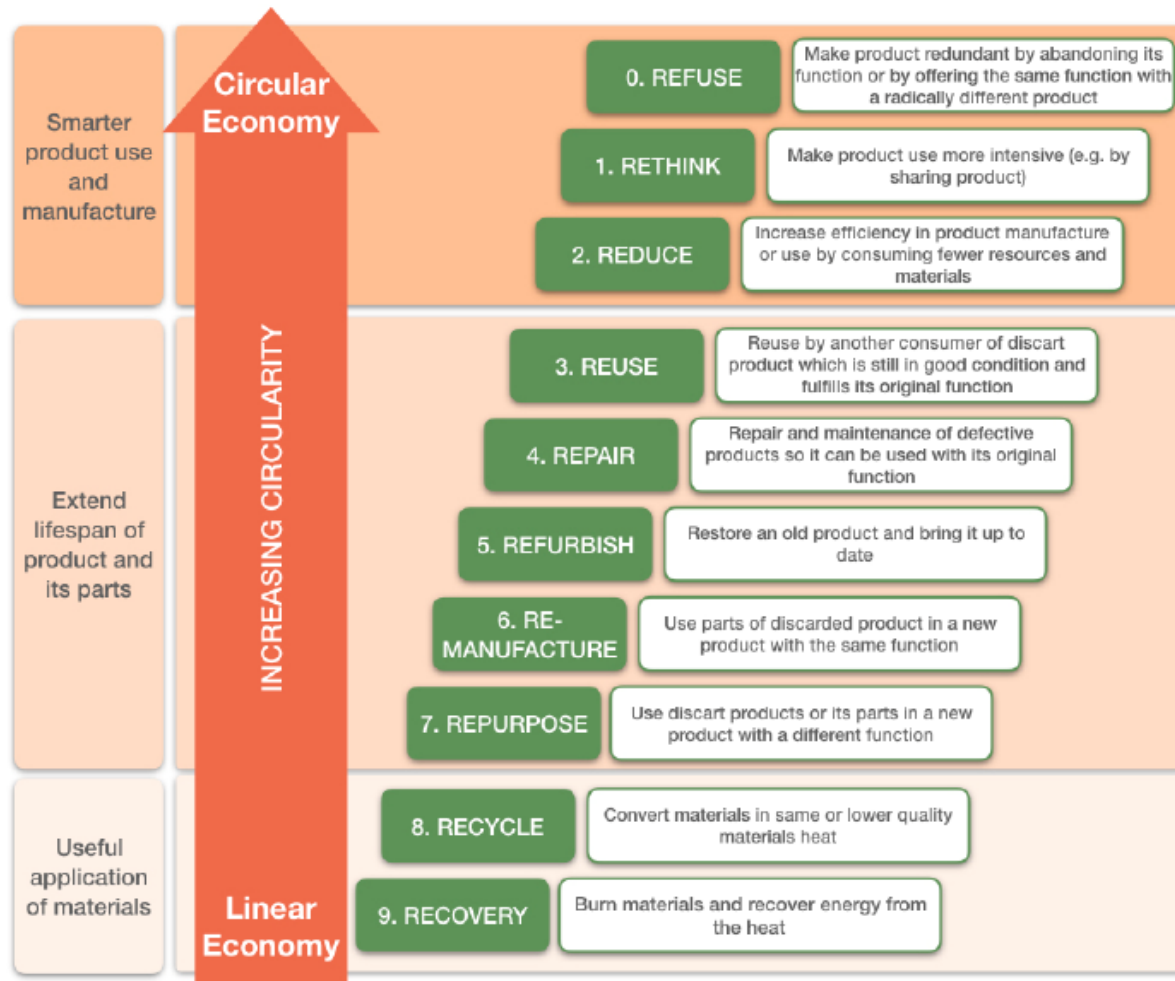 Circular
Economy
Smarter
product use
and
manufacture
0. REFUSE
Make product redundant by abandoning its
function or by offering the same function with
a radically different product
1. RETHINK
Make product use more intensive (e.g. by
sharing product)
2. REDUCE
Increase efficiency in product manufacture
or use by consuming fewer resources and
materials
INCREASING CIRCULARITY
Extend
lifespan of
product and
its parts
3. REUSE
Reuse by another consumer of discart
product which is still in good condition and
fulfills its original function
4. REPAIR
Repair and maintenance of defective
products so it can be used with its original
function
5. REFURBISH
Restore an old product and bring it up to
date
6. RE-
MANUFACTURE
Use parts of discarded product in a new
product with the same function
7. REPURPOSE
Use discart products or its parts in a new
product with a different function
Useful
application
of materials
8. RECYCLE
Convert materials in same or lower quality
materials heat
9. RECOVERY
Burn materials and recover energy from
the heat
Linear
Economy